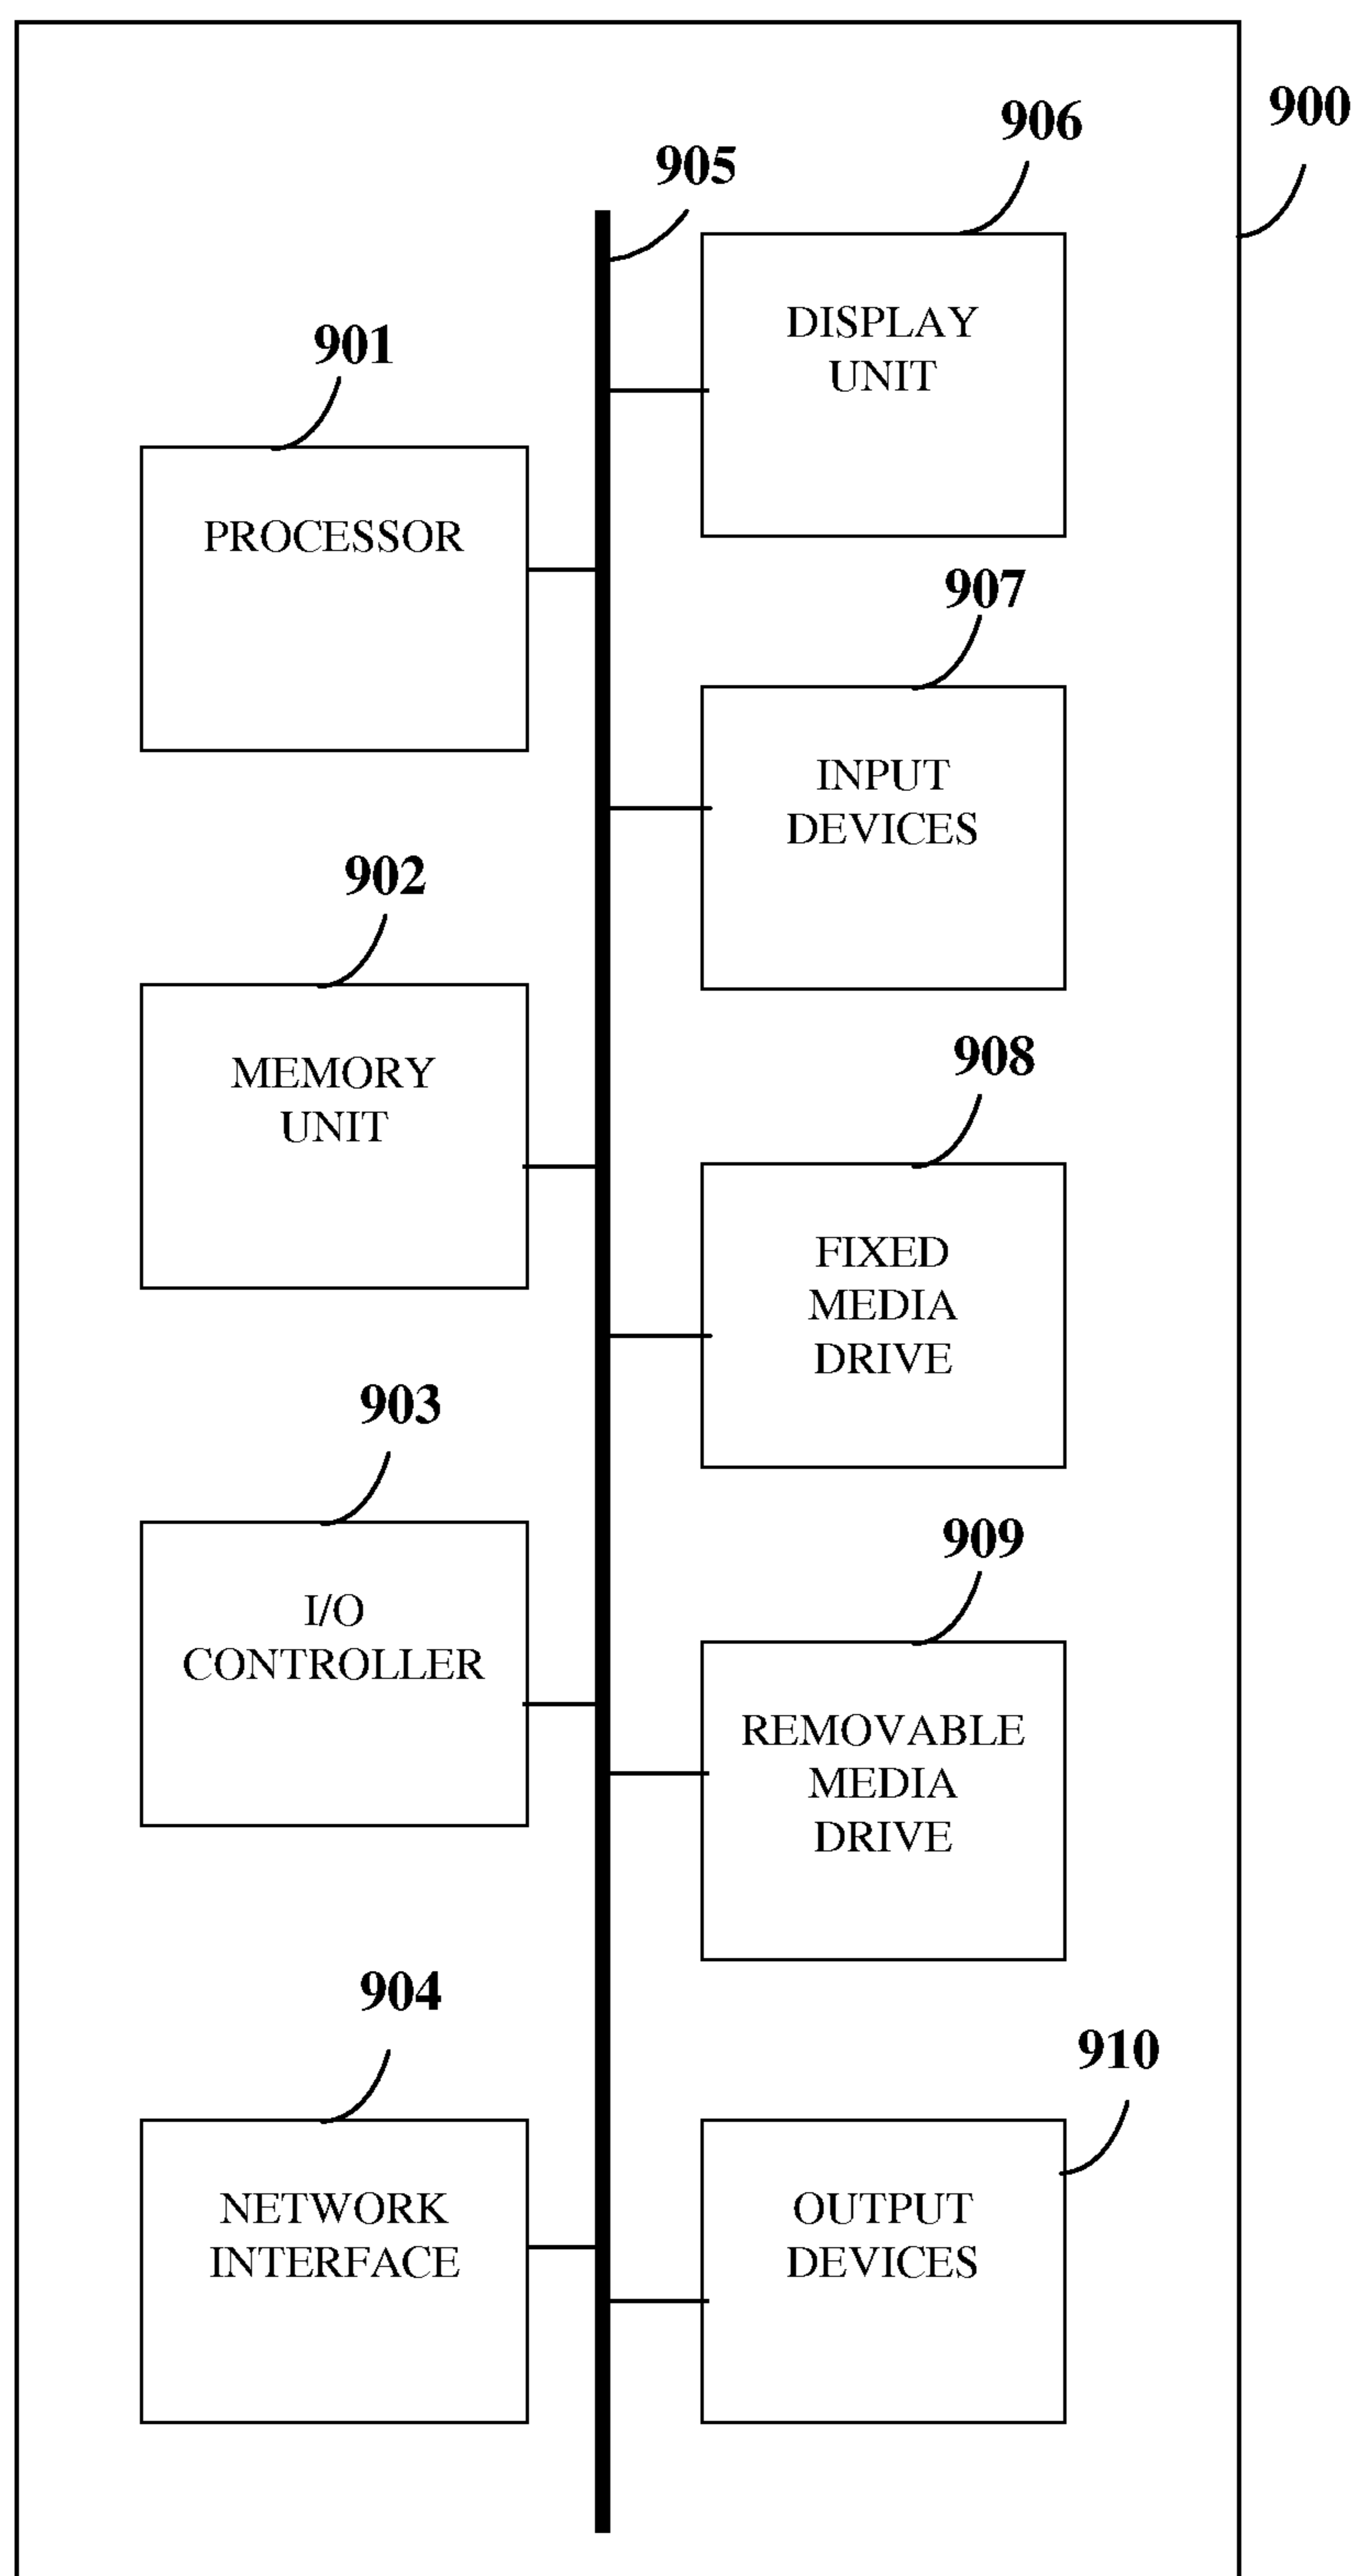 900
906
905
DISPLAY
UNIT
901
PROCESSOR
907
INPUT
DEVICES
902
MEMORY
UNIT
908
FIXED
MEDIA
DRIVE
903
I/O
CONTROLLER
909
REMOVABLE
MEDIA
DRIVE
904
NETWORK
INTERFACE
910
OUTPUT
DEVICES